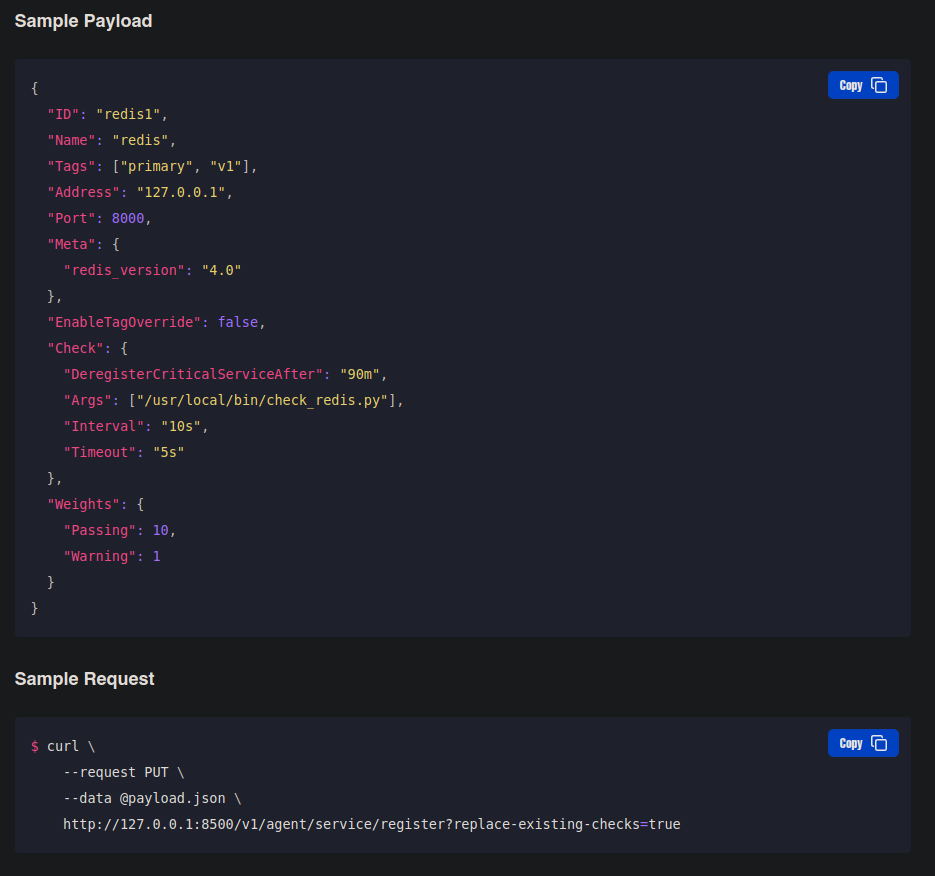 Sample Payload
Copy
{
  "ID": "redis1",
  "Name": "redis",
  "Tags": ["primary", "v1"],
  "Address": "127.0.0.1",
  "Port": 8000,
  "Meta": {
    "redis_version": "4.0"
  },
  "EnableTagOverride": false,
  "Check": {
    "DeregisterCriticalServiceAfter": "90m",
    "Args": ["/usr/local/bin/check_redis.py"],
    "Interval": "10s",
    "Timeout": "5s"
  },
  "Weights": {
    "Passing": 10,
    "Warning": 1
  }
}
Sample Request
Copy
$ curl \
    --request PUT \
    --data @payload.json \
    http://127.0.0.1:8500/v1/agent/service/register?replace-existing-checks=true